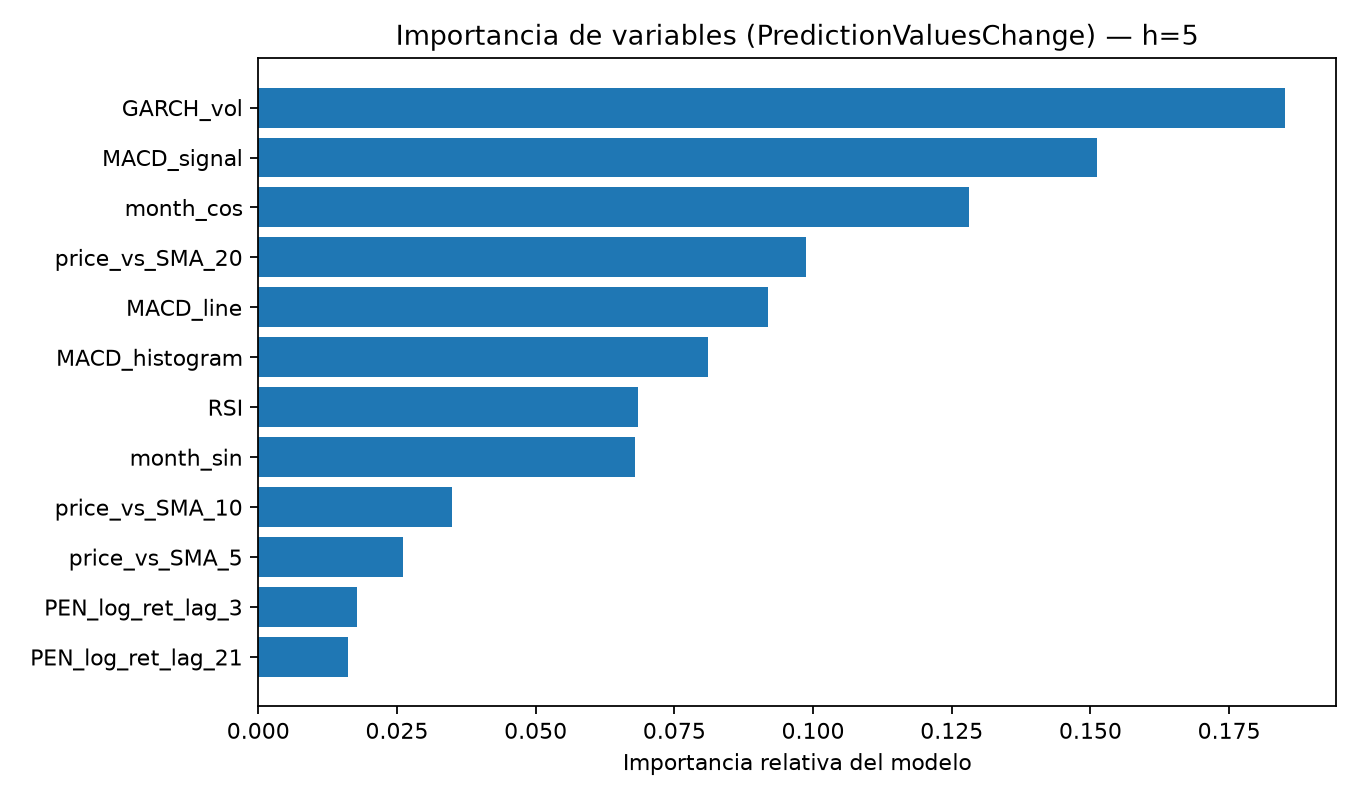 Importancia de variables (PredictionValuesChange) — h=5
GARCH_vol
MACD_signal
month_cos
price_vs_SMA_20
MACD_line
MACD_histogram
RSI
month_sin
price_vs_SMA_10
price_vs_SMA_5
PEN_log_ret_lag_3
PEN_log_ret_lag_21
0.000 0.025 0.050 0.075 0.100 0.125 0.150 0.175
Importancia relativa del modelo